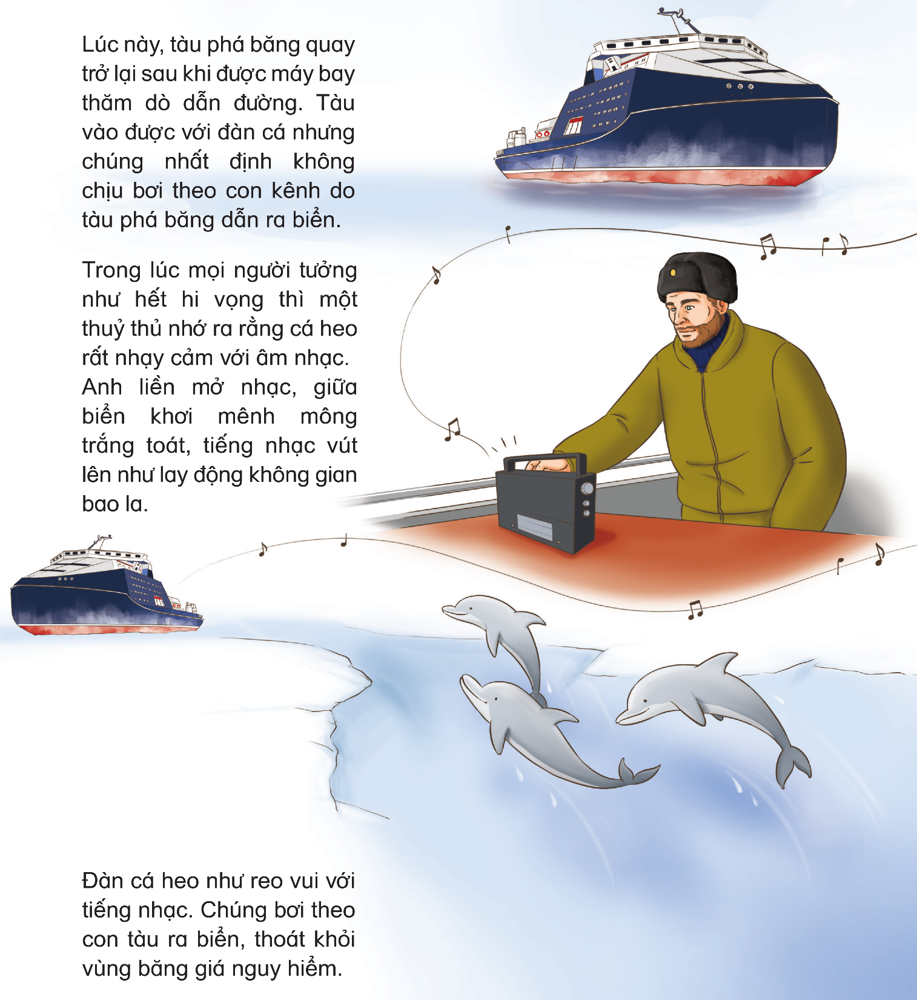 Lúc này, tàu phá băng quay
trở lại sau khi được máy bay
thăm dò dẫn đường. Tàu
vào được với đàn cá nhưng
chúng nhất định không
chịu bơi theo con kênh do
tàu phá băng dẫn ra biển.
Trong lúc mọi người tưởng
như hết hi vọng thì một
thuỷ thủ nhớ ra rằng cá heo
rất nhạy cảm với âm nhạc.
Anh liền mở nhạc, giữa
biển khơi mênh mông
trắng toát, tiếng nhạc vút
lên như lay động không gian
bao la.
Đàn cá heo như reo vui với
tiếng nhạc. Chúng bơi theo
con tàu ra biển, thoát khỏi
vùng băng giá nguy hiểm.